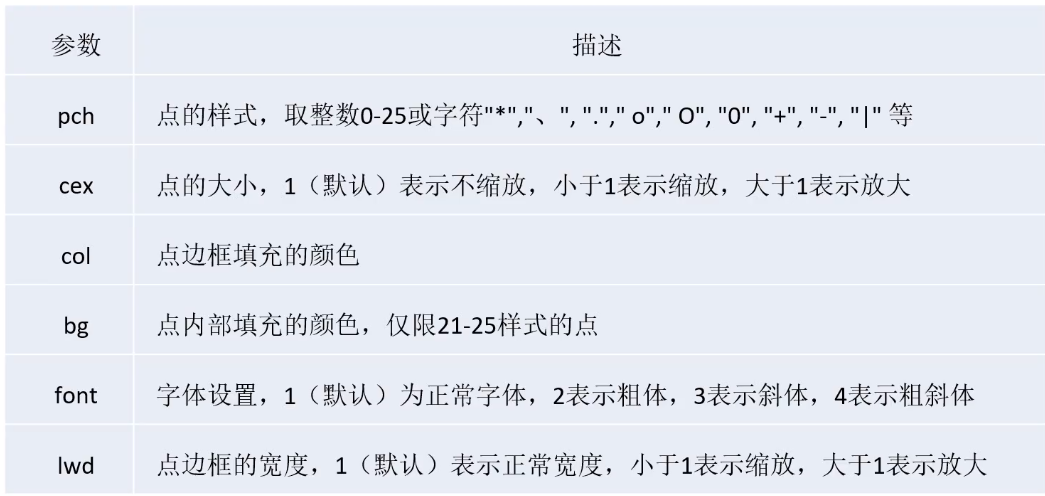 参数 描述
pch 点的样式，取整数0-25或字符"*","、", "."," o"," O", "0", "+", "-", "|" 等
cex 点的大小，1（默认）表示不缩放，小于1表示缩放，大于1表示放大
col 点边框填充的颜色
bg 点内部填充的颜色，仅限21-25样式的点
font 字体设置，1（默认）为正常字体，2表示粗体，3表示斜体，4表示粗斜体
lwd 点边框的宽度，1（默认）表示正常宽度，小于1表示缩放，大于1表示放大